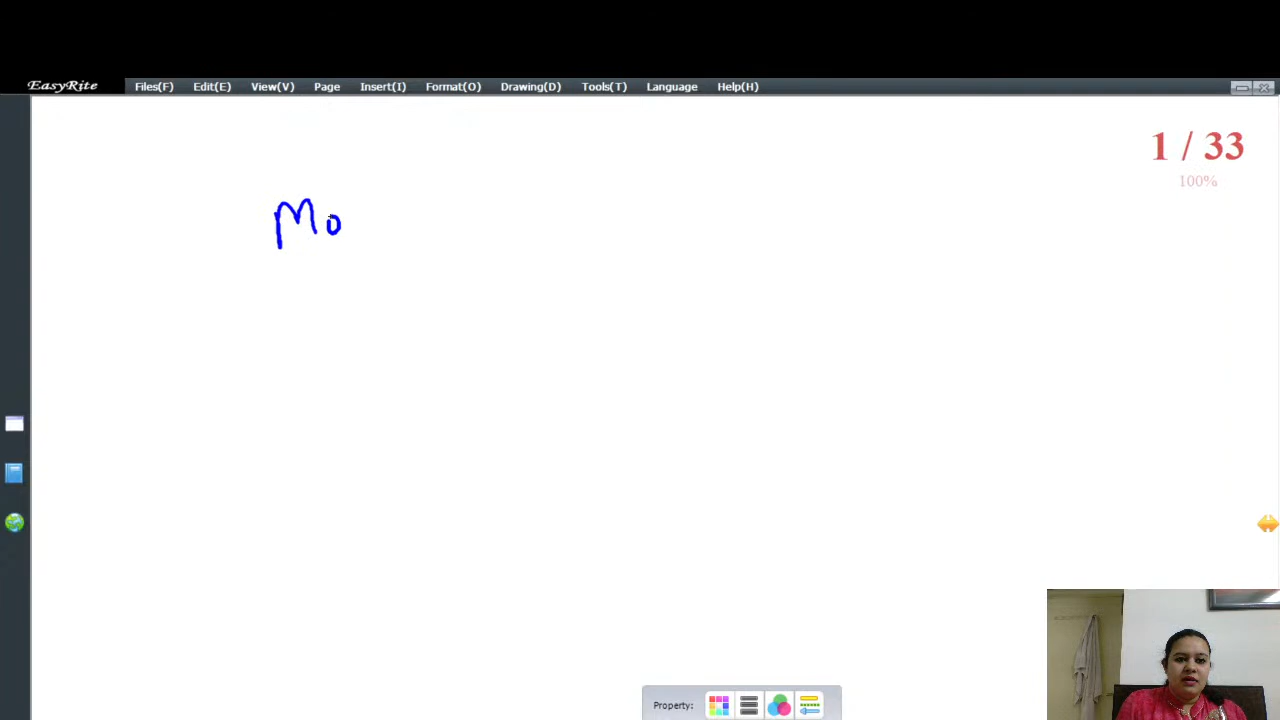 EasyRite Files(F) Edit(E) View(V) Page Insert(I) Format(O) Drawing(D) Tools(T) Language Help(H)
1 / 33
100%
Mo
Property: